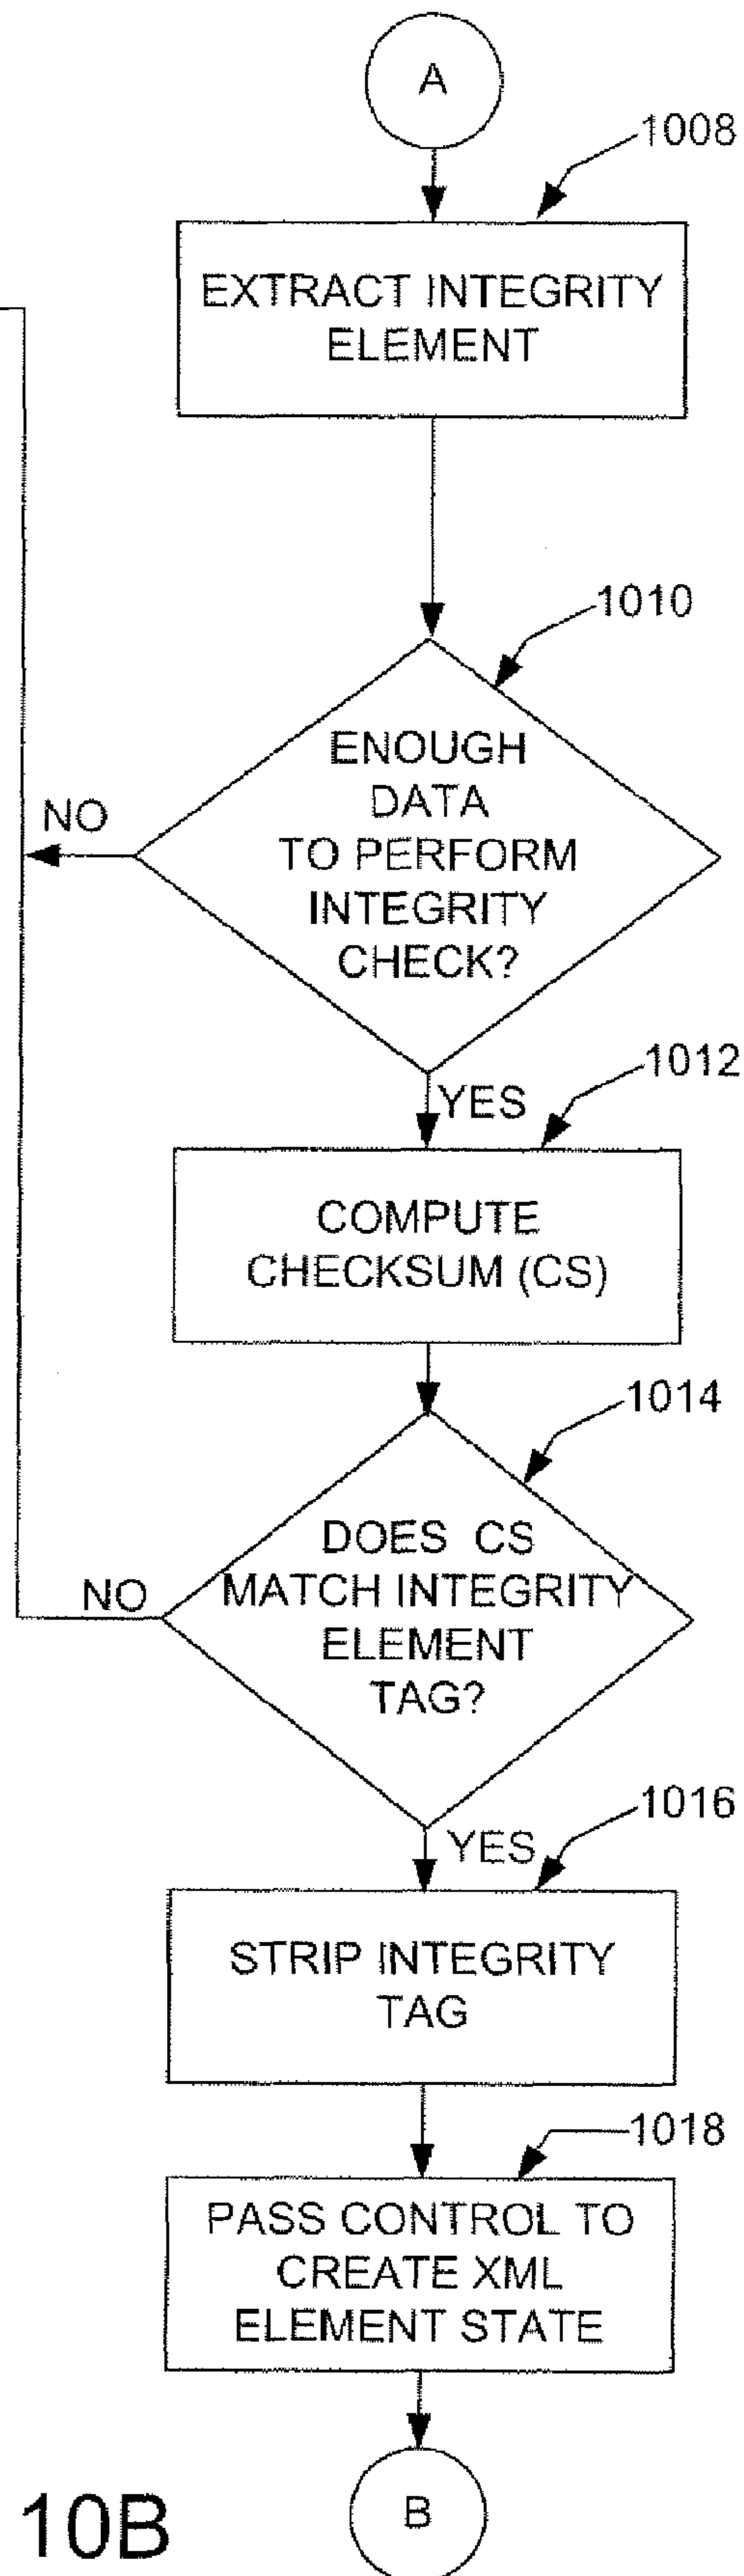 A
1008
EXTRACT INTEGRITY
ELEMENT
1010
ENOUGH
DATA
TO PERFORM
INTEGRITY
CHECK?
NO
YES
1012
COMPUTE
CHECKSUM (CS)
1014
DOES CS
MATCH INTEGRITY
ELEMENT
TAG?
NO
YES
1016
STRIP INTEGRITY
TAG
1018
PASS CONTROL TO
CREATE XML
ELEMENT STATE
B
10B